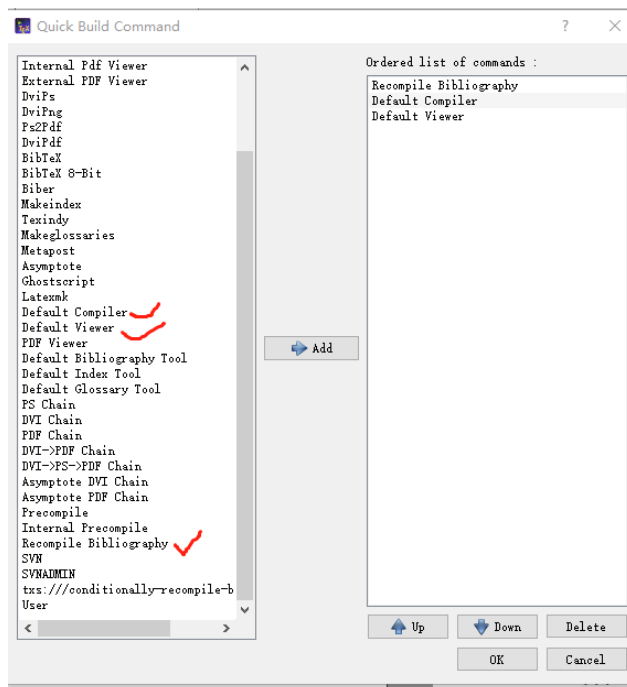 Quick Build Command
Ordered list of commands :
Internal Pdf Viewer
External PDF Viewer
DviPs
DviPng
Ps2Pdf
DviPdf
BibTeX
BibTeX 8-Bit
Biber
Makeindex
Texindy
Makeglossaries
Metapost
Asymptote
Ghostscript
Latexmk
Default Compiler
Default Viewer
PDF Viewer
Default Bibliography Tool
Default Index Tool
Default Glossary Tool
PS Chain
DVI Chain
PDF Chain
DVI->PDF Chain
DVI->PS->PDF Chain
Asymptote DVI Chain
Asymptote PDF Chain
Precompile
Internal Precompile
Recompile Bibliography
SVN
SVNADMIN
txs:///conditionally-recompile-b
User
Add
Recompile Bibliography
Default Compiler
Default Viewer
Up
Down
Delete
OK
Cancel